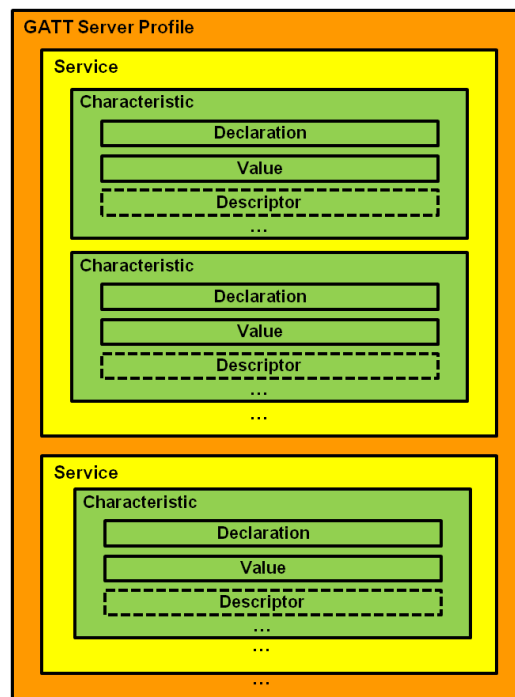 GATT Server Profile
Service
Characteristic
Declaration
Value
Descriptor
...
Characteristic
Declaration
Value
Descriptor
...
...
Service
Characteristic
Declaration
Value
Descriptor
...
...
...